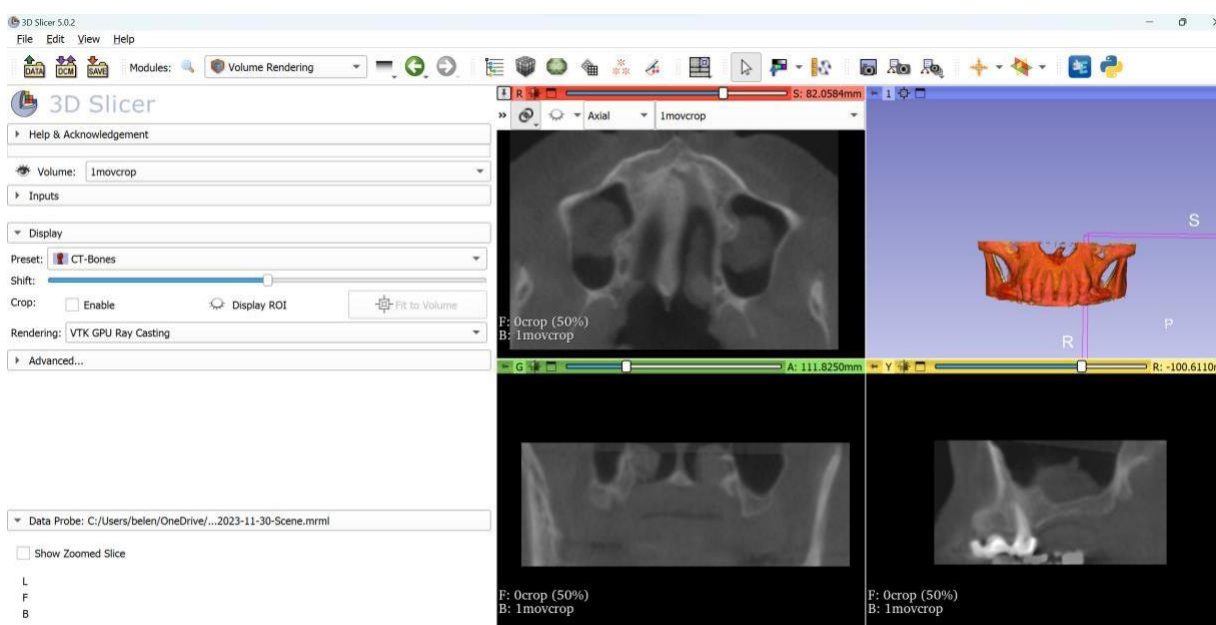 3D Slicer 5.0.2
File Edit View Help
DATA DCM SAVE Modules: Volume Rendering
3D Slicer
Help & Acknowledgement
Volume: 1movcrop
Inputs
Display
Preset: CT-Bones
Shift:
Crop: Enable Display ROI Fit to Volume
Rendering: VTK GPU Ray Casting
Advanced...
Data Probe: C:/Users/belen/OneDrive/...2023-11-30-Scene.mrml
Show Zoomed Slice
L
F
B
R S: 82.0584mm
Axial 1movcrop
F: 0crop (50%)
B: 1movcrop
1
S
P
R
G A: 111.8250mm
F: 0crop (50%)
B: 1movcrop
Y R: -100.6110
F: 0crop (50%)
B: 1movcrop